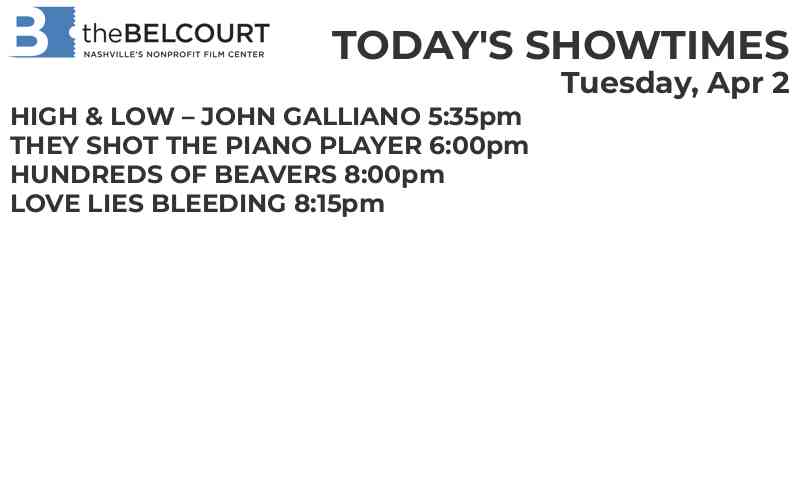 B theBELCOURT
NASHVILLE'S NONPROFIT FILM CENTER
TODAY'S SHOWTIMES
Tuesday, Apr 2
HIGH & LOW – JOHN GALLIANO 5:35pm
THEY SHOT THE PIANO PLAYER 6:00pm
HUNDREDS OF BEAVERS 8:00pm
LOVE LIES BLEEDING 8:15pm